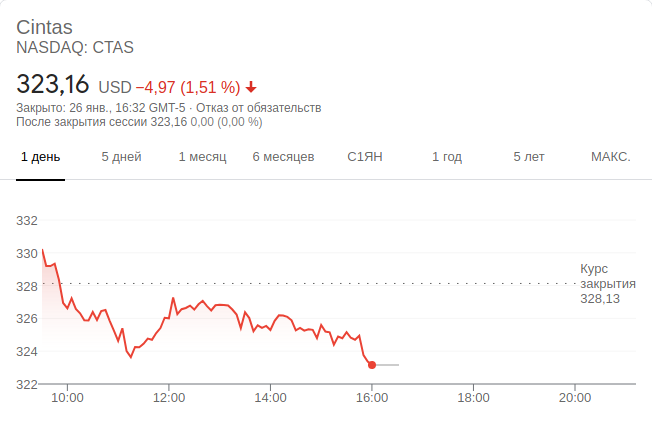 Cintas
NASDAQ: CTAS
323,16 USD −4,97 (1,51 %)
Закрыто: 26 янв., 16:32 GMT-5 · Отказ от обязательств
После закрытия сессии 323,16 0,00 (0,00 %)
1 день 5 дней 1 месяц 6 месяцев С1ЯН 1 год 5 лет МАКС.
332
330
328
326
324
322
Курс
закрытия
328,13
10:00 12:00 14:00 16:00 18:00 20:00